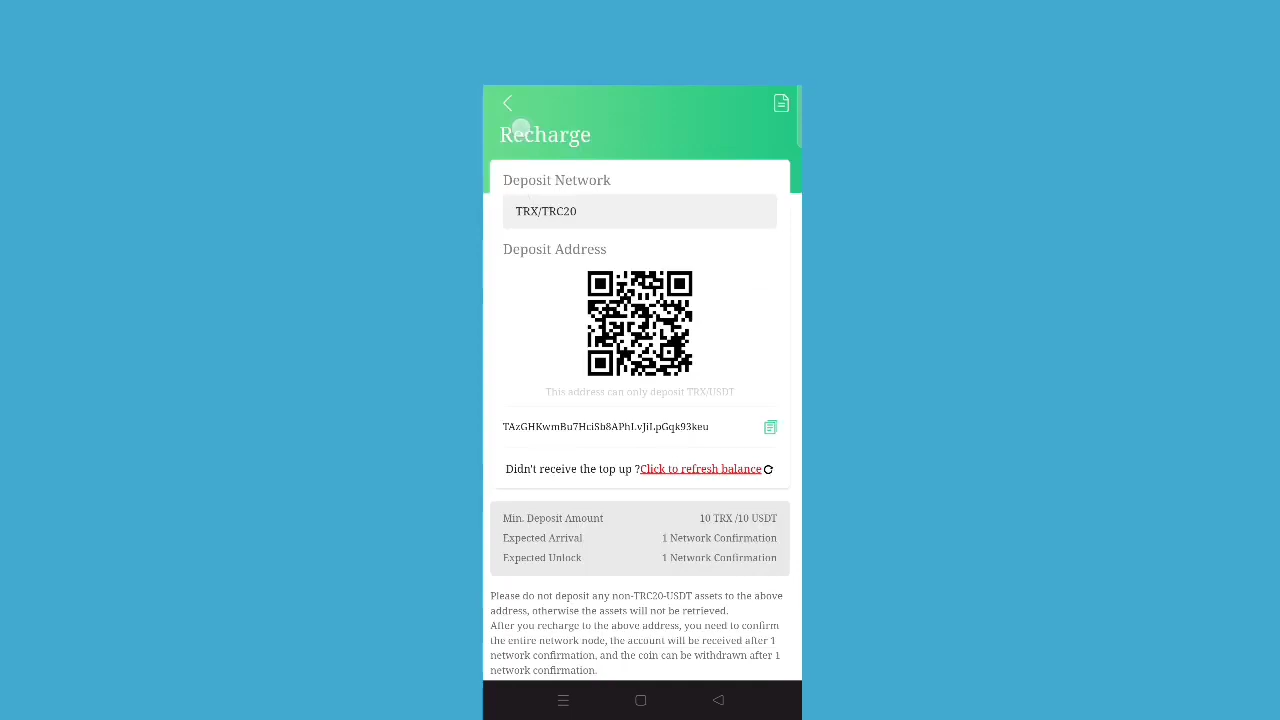 Recharge
Deposit Network
TRX/TRC20
Deposit Address
This address can only deposit TRX/USDT
TAzGHKwmBu7HciSb8APhLvJiLpGqk93keu
Didn't receive the top up ?Click to refresh balance
Min. Deposit Amount 10 TRX /10 USDT
Expected Arrival 1 Network Confirmation
Expected Unlock 1 Network Confirmation
Please do not deposit any non-TRC20-USDT assets to the above
address, otherwise the assets will not be retrieved.
After you recharge to the above address, you need to confirm
the entire network node, the account will be received after 1
network confirmation, and the coin can be withdrawn after 1
network confirmation.